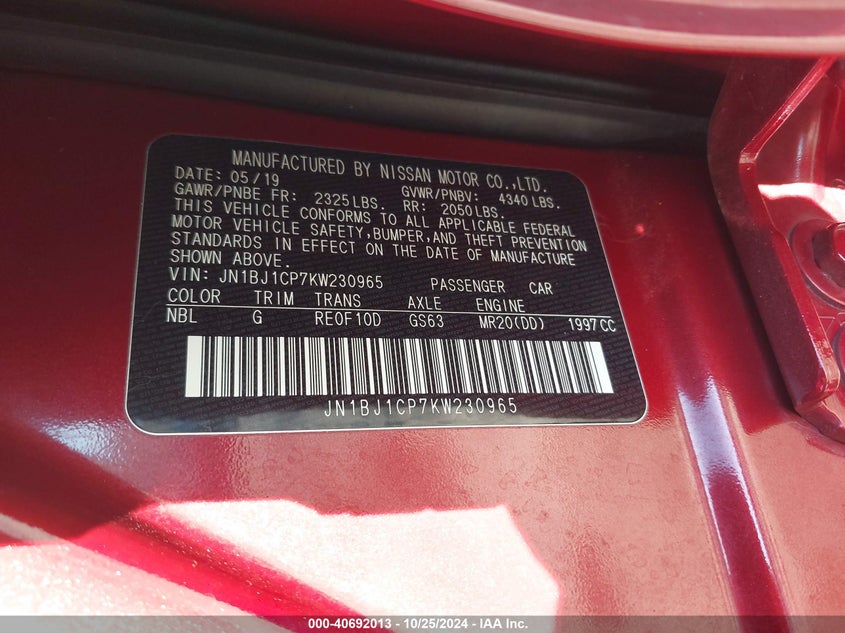 MANUFACTURED BY NISSAN MOTOR CO.,LTD.
DATE: 05/19
GAWR/PNBE FR: 2325LBS. GVWR/PNBV: 4340 LBS.
RR: 2050LBS.
THIS VEHICLE CONFORMS TO ALL APPLICABLE FEDERAL
MOTOR VEHICLE SAFETY,BUMPER,AND THEFT PREVENTION
STANDARDS IN EFFECT ON THE DATE OF MANUFACTURE
SHOWN ABOVE.
VIN: JN1BJ1CP7KW230965 PASSENGER CAR
COLOR TRIM TRANS AXLE ENGINE
NBL G RE0F10D GS63 MR20(DD) 1997CC
JN1BJ1CP7KW230965
000-40692013 - 10/25/2024 - IAA Inc.